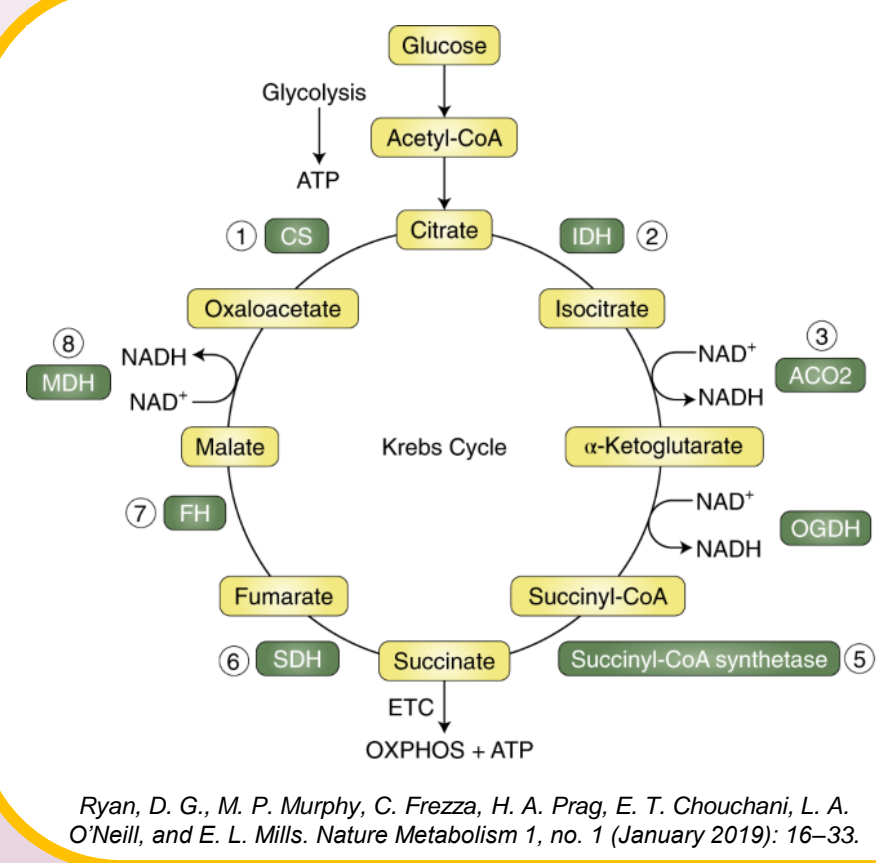 Glucose
Glycolysis
Acetyl-CoA
ATP
① CS
Citrate
IDH ②
Oxaloacetate
Isocitrate
⑧
MDH
NADH
NAD⁺
NAD⁺
NADH
③
ACO2
Malate
Krebs Cycle
α-Ketoglutarate
⑦ FH
NAD⁺
NADH
OGDH
Fumarate
Succinyl-CoA
⑥ SDH
Succinate
Succinyl-CoA synthetase ⑤
ETC
OXPHOS + ATP
Ryan, D. G., M. P. Murphy, C. Frezza, H. A. Prag, E. T. Chouchani, L. A.
O’Neill, and E. L. Mills. Nature Metabolism 1, no. 1 (January 2019): 16–33.